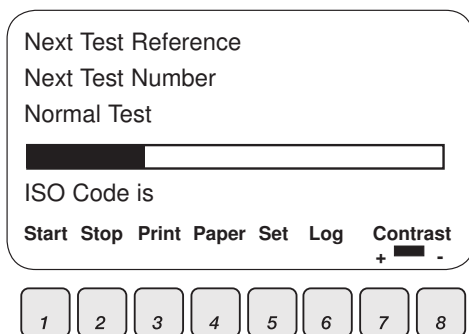 Next Test Reference
Next Test Number
Normal Test
ISO Code is
Start Stop Print Paper Set Log Contrast
+ -
1 2 3 4 5 6 7 8